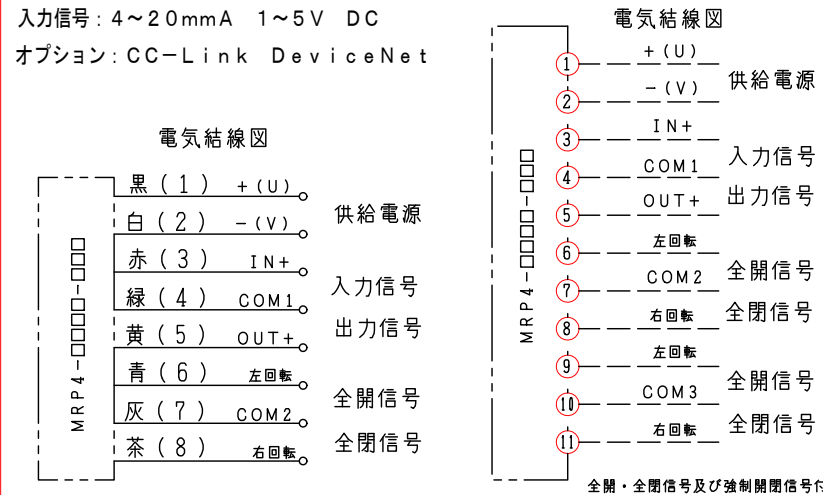 入力信号:4～20mmA 1～5V DC
オプション:CC-Link DeviceNet
電気結線図
MRP4-□□□□-□□□
黒(1) +(U)
白(2) -(V)
供給電源
赤(3) IN+
緑(4) COM1
入力信号
黄(5) OUT+
出力信号
青(6) 左回転
灰(7) COM2
全開信号
茶(8) 右回転
全閉信号
電気結線図
MRP4-□□□□-□□
① +(U)
② -(V)
供給電源
③ IN+
④ COM1
入力信号
⑤ OUT+
出力信号
⑥ 左回転
⑦ COM2
全開信号
⑧ 右回転
全閉信号
⑨ 左回転
⑩ COM3
全開信号
⑪ 右回転
全閉信号
全開・全閉信号及び強制開閉信号付